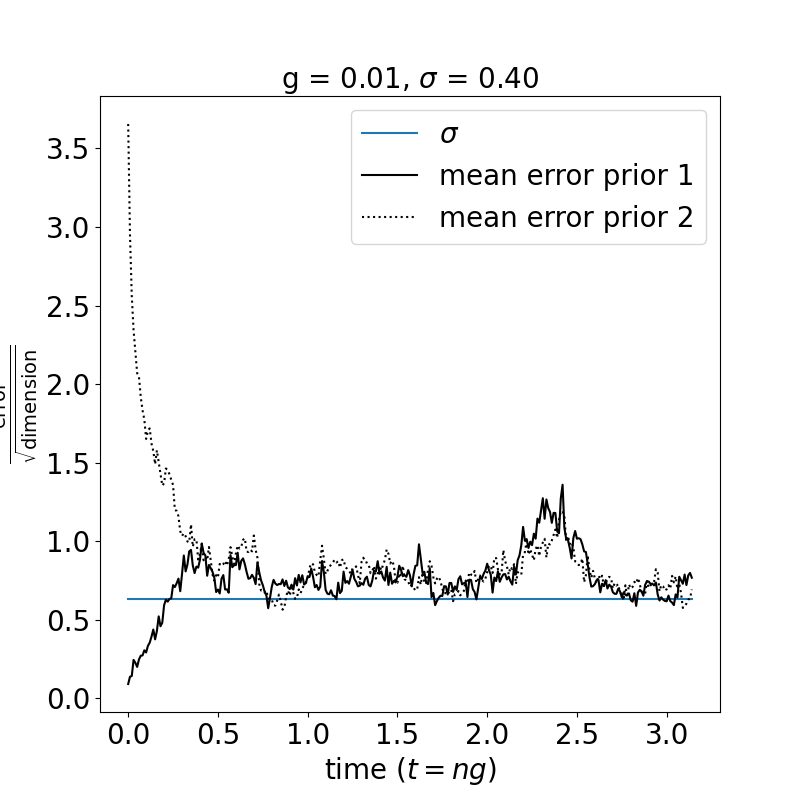 g = 0.01, σ = 0.40
σ
mean error prior 1
mean error prior 2
3.5
3.0
2.5
2.0
1.5
1.0
0.5
0.0
√dimension
0.0 0.5 1.0 1.5 2.0 2.5 3.0
time (t = ng)